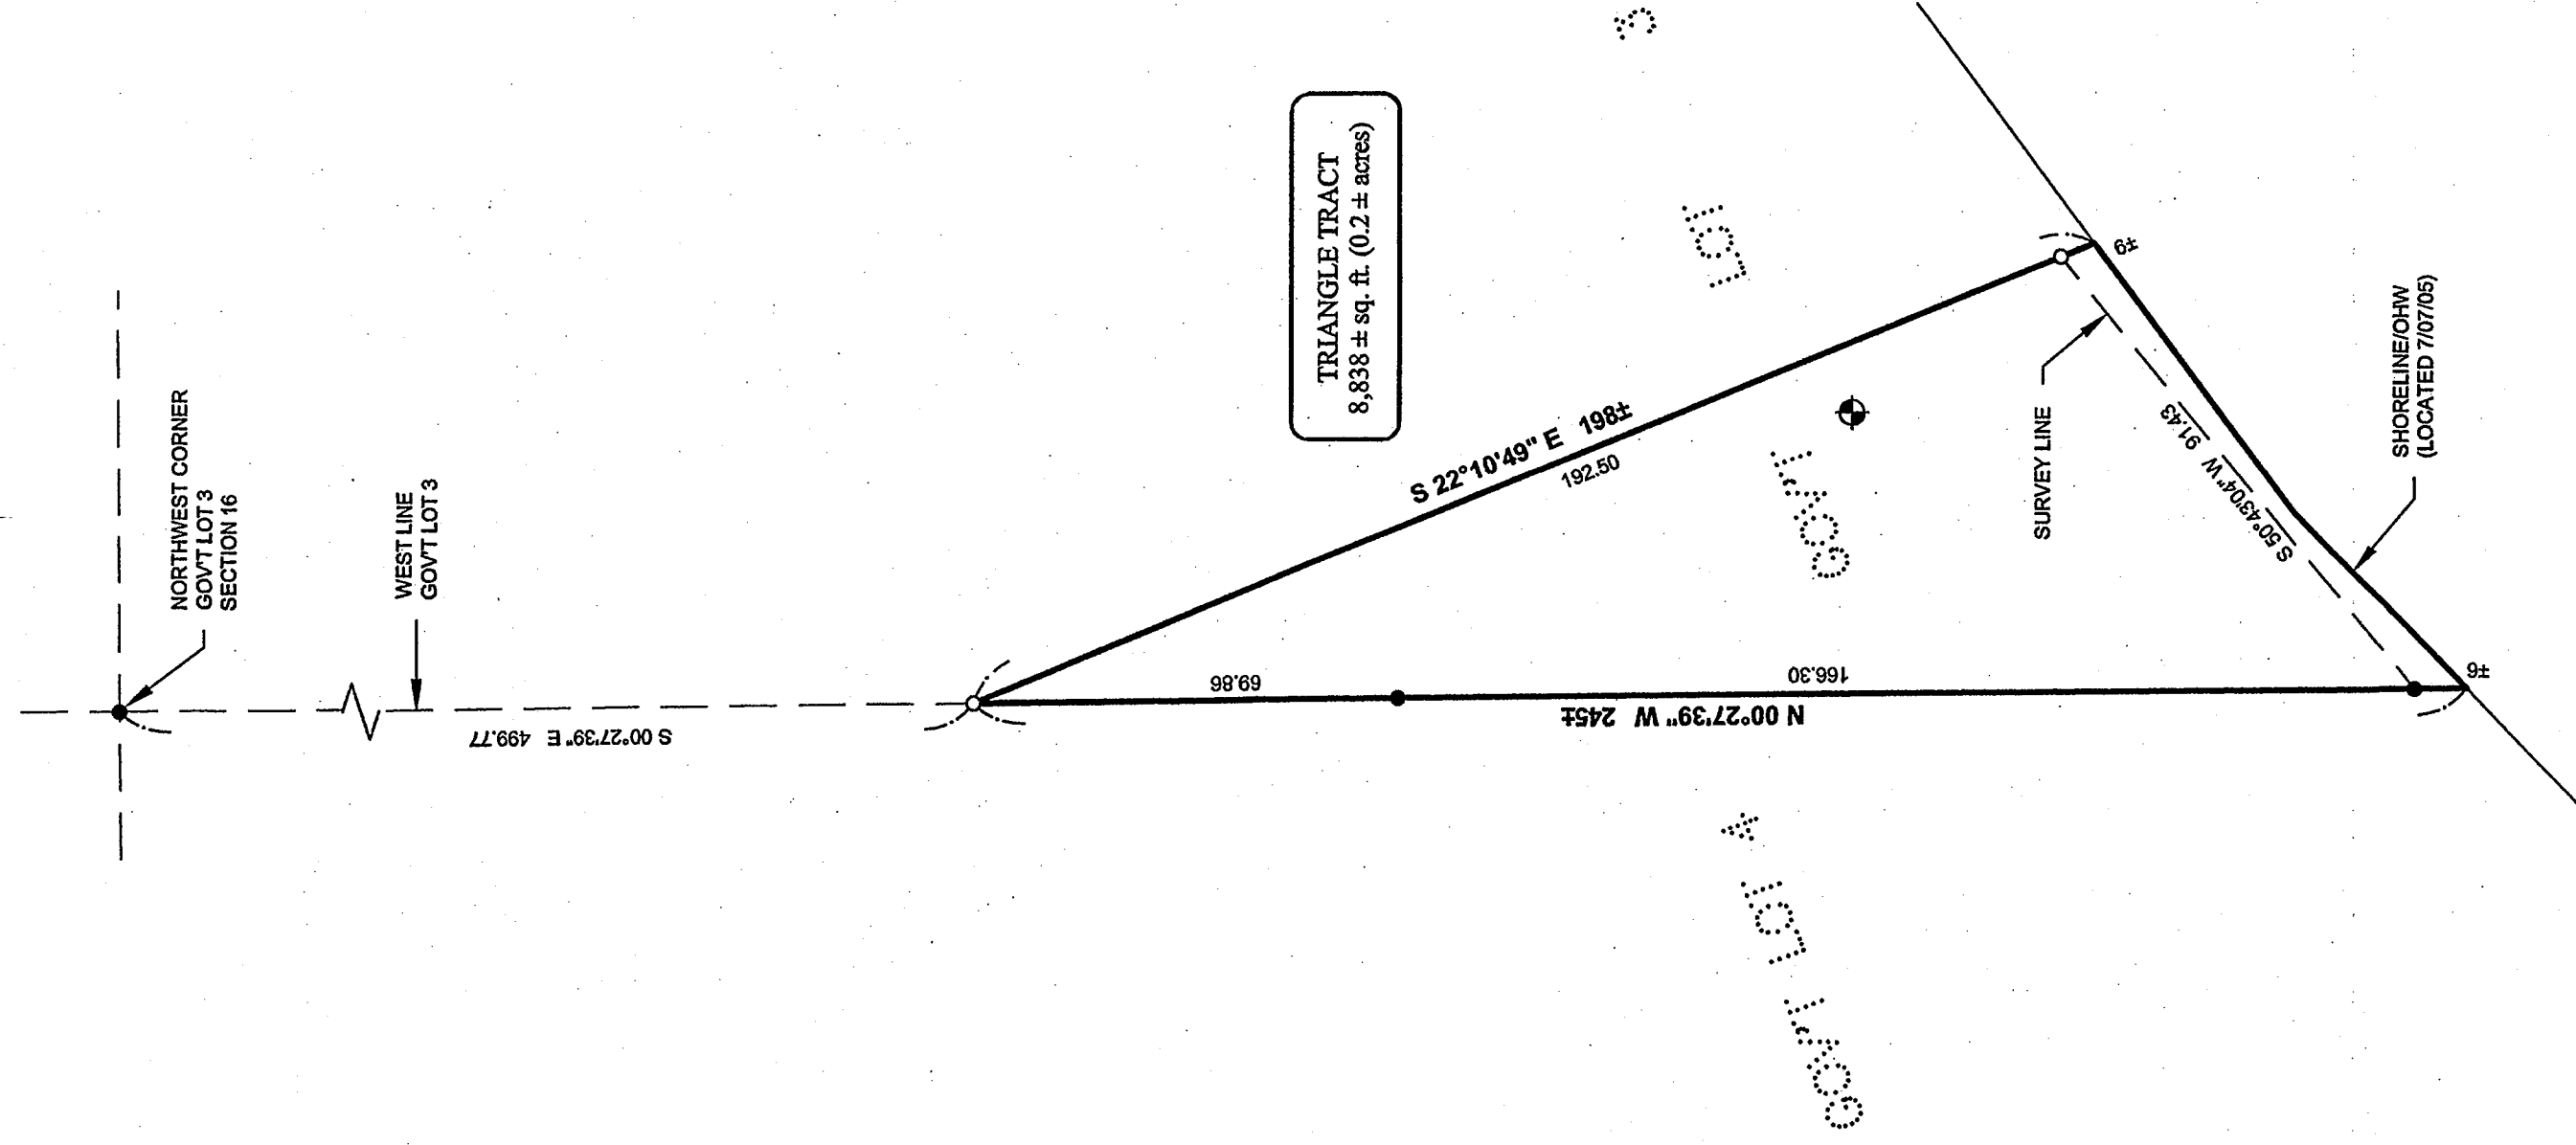 NORTHWEST CORNER
GOV'T LOT 3
SECTION 16
WEST LINE
GOV'T LOT 3
S 00°27'39" E 499.77
TRIANGLE TRACT
8,838 ± sq. ft. (0.2 ± acres)
S 22°10'49" E 198±
192.50
69.86
166.30
N 00°27'39" W 245±
GOV'T LOT 3
GOV'T LOT 4
SURVEY LINE
S 50°43'04" W 91.43
SHORELINE/OHW
(LOCATED 7/07/05)
6±
9±